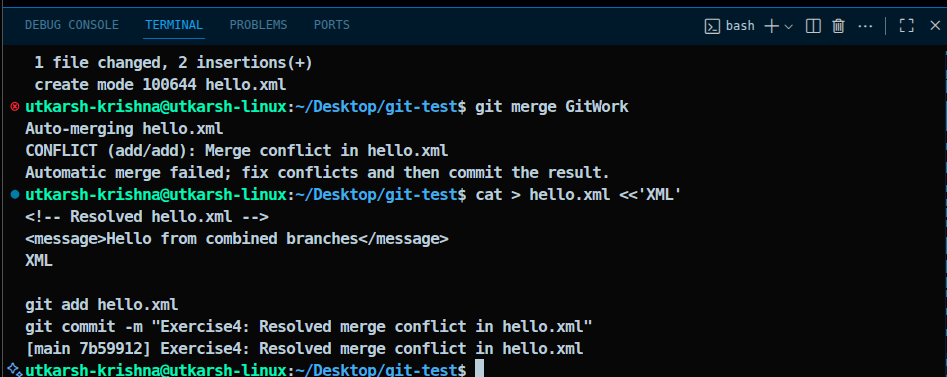 DEBUG CONSOLE TERMINAL PROBLEMS PORTS bash
1 file changed, 2 insertions(+)
create mode 100644 hello.xml
utkarsh-krishna@utkarsh-linux:~/Desktop/git-test$ git merge GitWork
Auto-merging hello.xml
CONFLICT (add/add): Merge conflict in hello.xml
Automatic merge failed; fix conflicts and then commit the result.
utkarsh-krishna@utkarsh-linux:~/Desktop/git-test$ cat > hello.xml <<'XML'
<!-- Resolved hello.xml -->
<message>Hello from combined branches</message>
XML
git add hello.xml
git commit -m "Exercise4: Resolved merge conflict in hello.xml"
[main 7b59912] Exercise4: Resolved merge conflict in hello.xml
utkarsh-krishna@utkarsh-linux:~/Desktop/git-test$